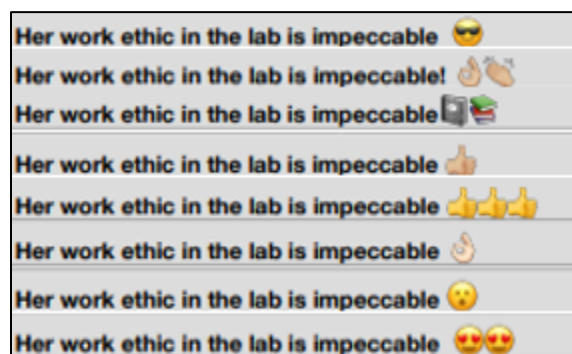 Her work ethic in the lab is impeccable 😎
Her work ethic in the lab is impeccable! 👌🏼👏🏼
Her work ethic in the lab is impeccable📓📚
Her work ethic in the lab is impeccable 👍🏼
Her work ethic in the lab is impeccable 👍👍👍
Her work ethic in the lab is impeccable 👌🏻
Her work ethic in the lab is impeccable 😮
Her work ethic in the lab is impeccable 😍😍